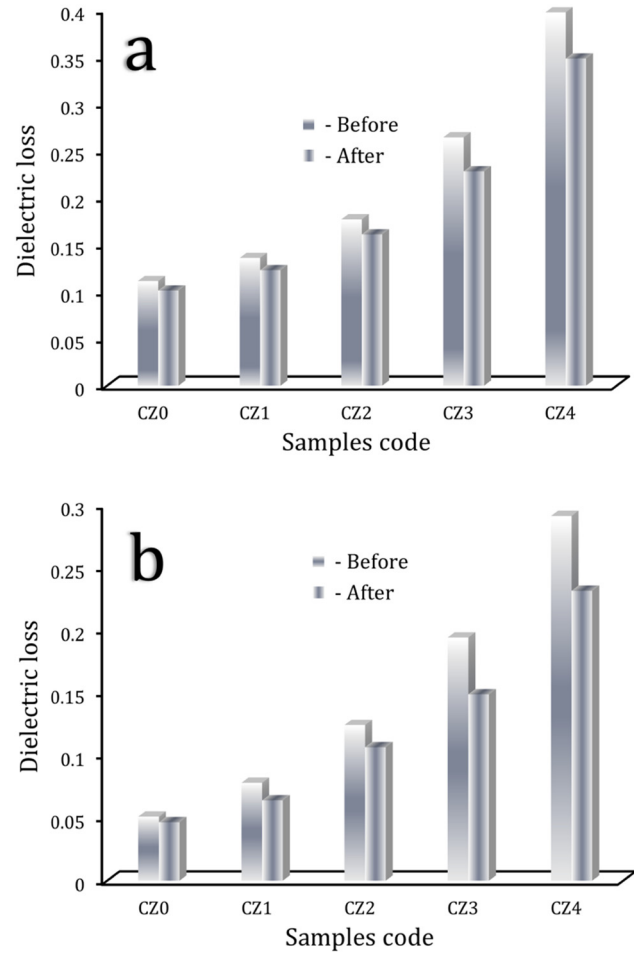 a
0.4
0.35
0.3
0.25
0.2
0.15
0.1
0.05
0
Dielectric loss
- Before
- After
CZ0 CZ1 CZ2 CZ3 CZ4
Samples code
b
0.3
0.25
0.2
0.15
0.1
0.05
0
Dielectric loss
- Before
- After
CZ0 CZ1 CZ2 CZ3 CZ4
Samples code